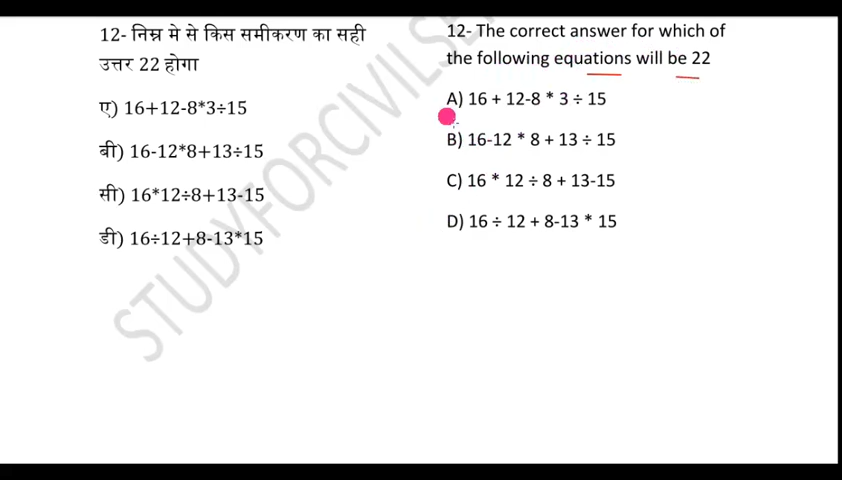 12- निम्न मे से किस समीकरण का सही
उत्तर 22 होगा
ए) 16+12-8*3÷15
बी) 16-12*8+13÷15
सी) 16*12÷8+13-15
डी) 16÷12+8-13*15
12- The correct answer for which of
the following equations will be 22
A) 16 + 12-8 * 3 ÷ 15
B) 16-12 * 8 + 13 ÷ 15
C) 16 * 12 ÷ 8 + 13-15
D) 16 ÷ 12 + 8-13 * 15
STUDYFORCIVILSE